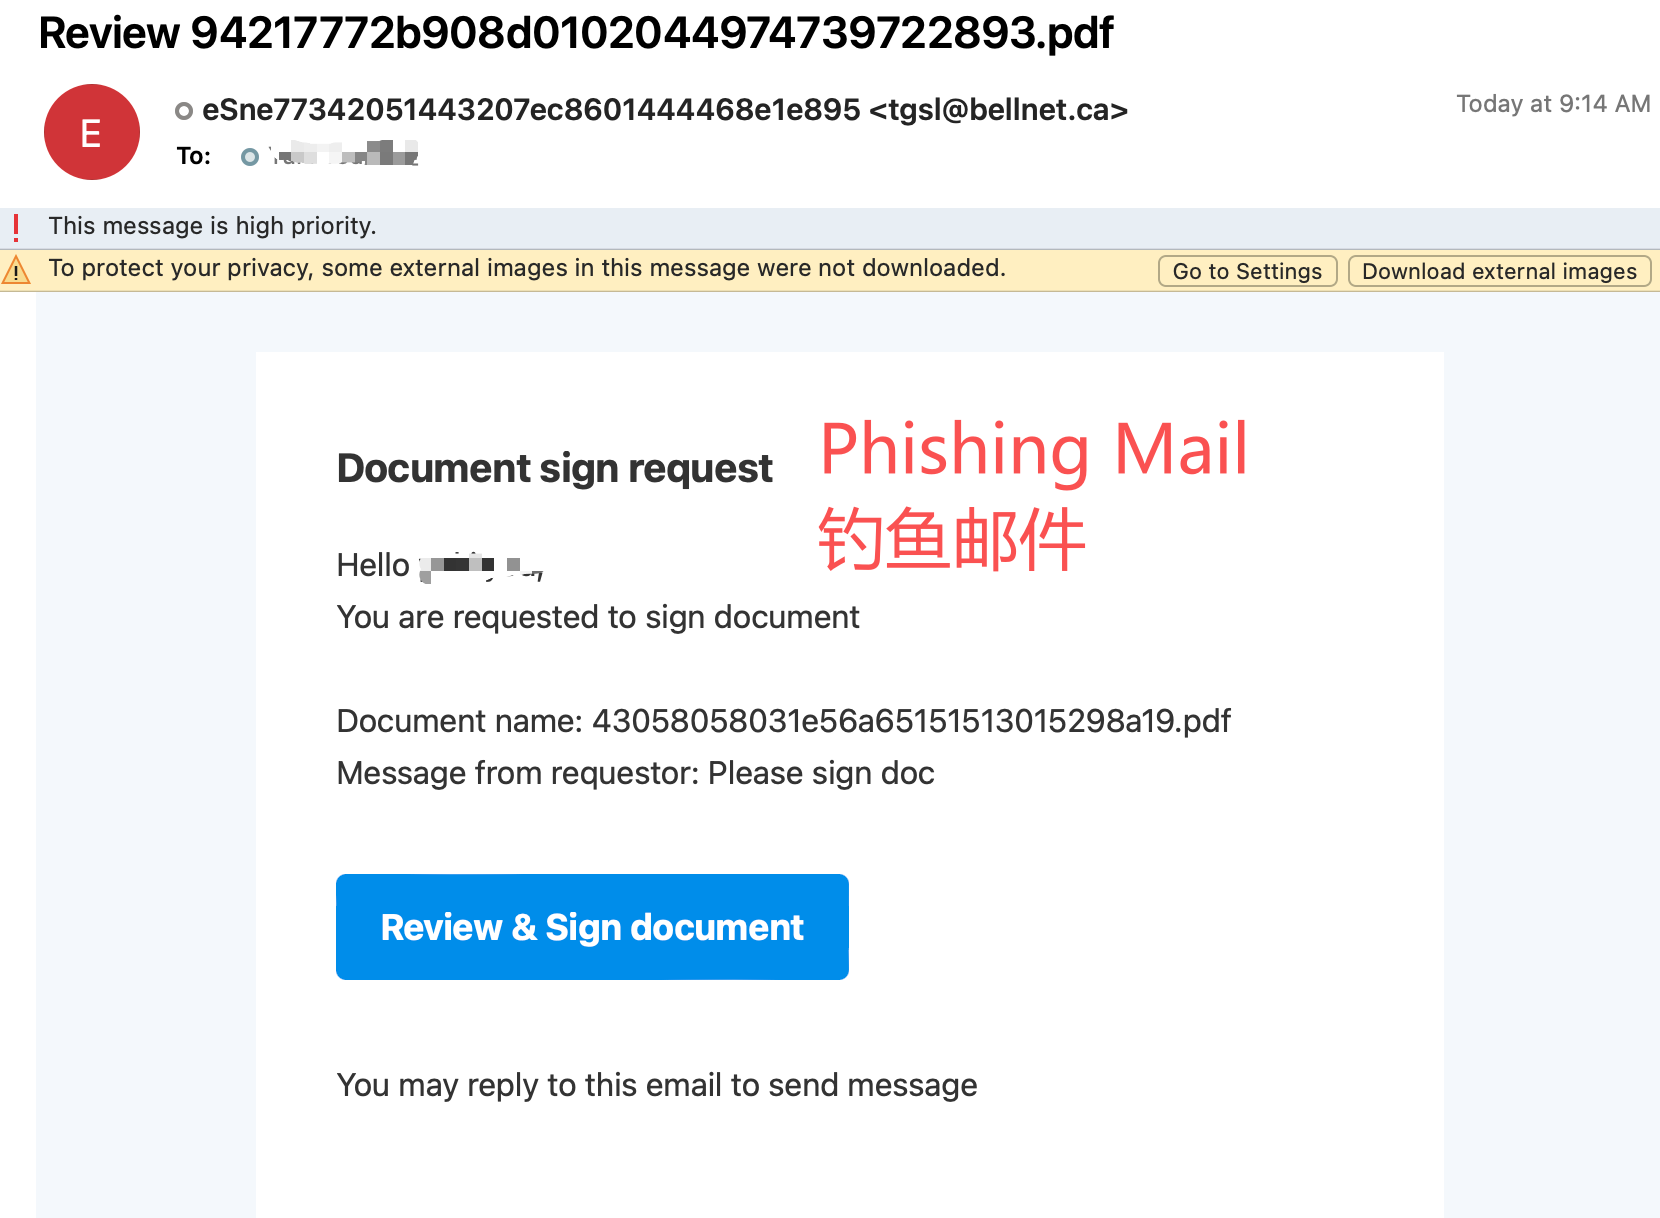 Review 94217772b908d0102044974739722893.pdf
E
eSne77342051443207ec8601444468e1e895 <tgsl@bellnet.ca>
Today at 9:14 AM
To:
This message is high priority.
To protect your privacy, some external images in this message were not downloaded.
Go to Settings
Download external images
Document sign request
Phishing Mail
钓鱼邮件
Hello
You are requested to sign document
Document name: 43058058031e56a65151513015298a19.pdf
Message from requestor: Please sign doc
Review & Sign document
You may reply to this email to send message